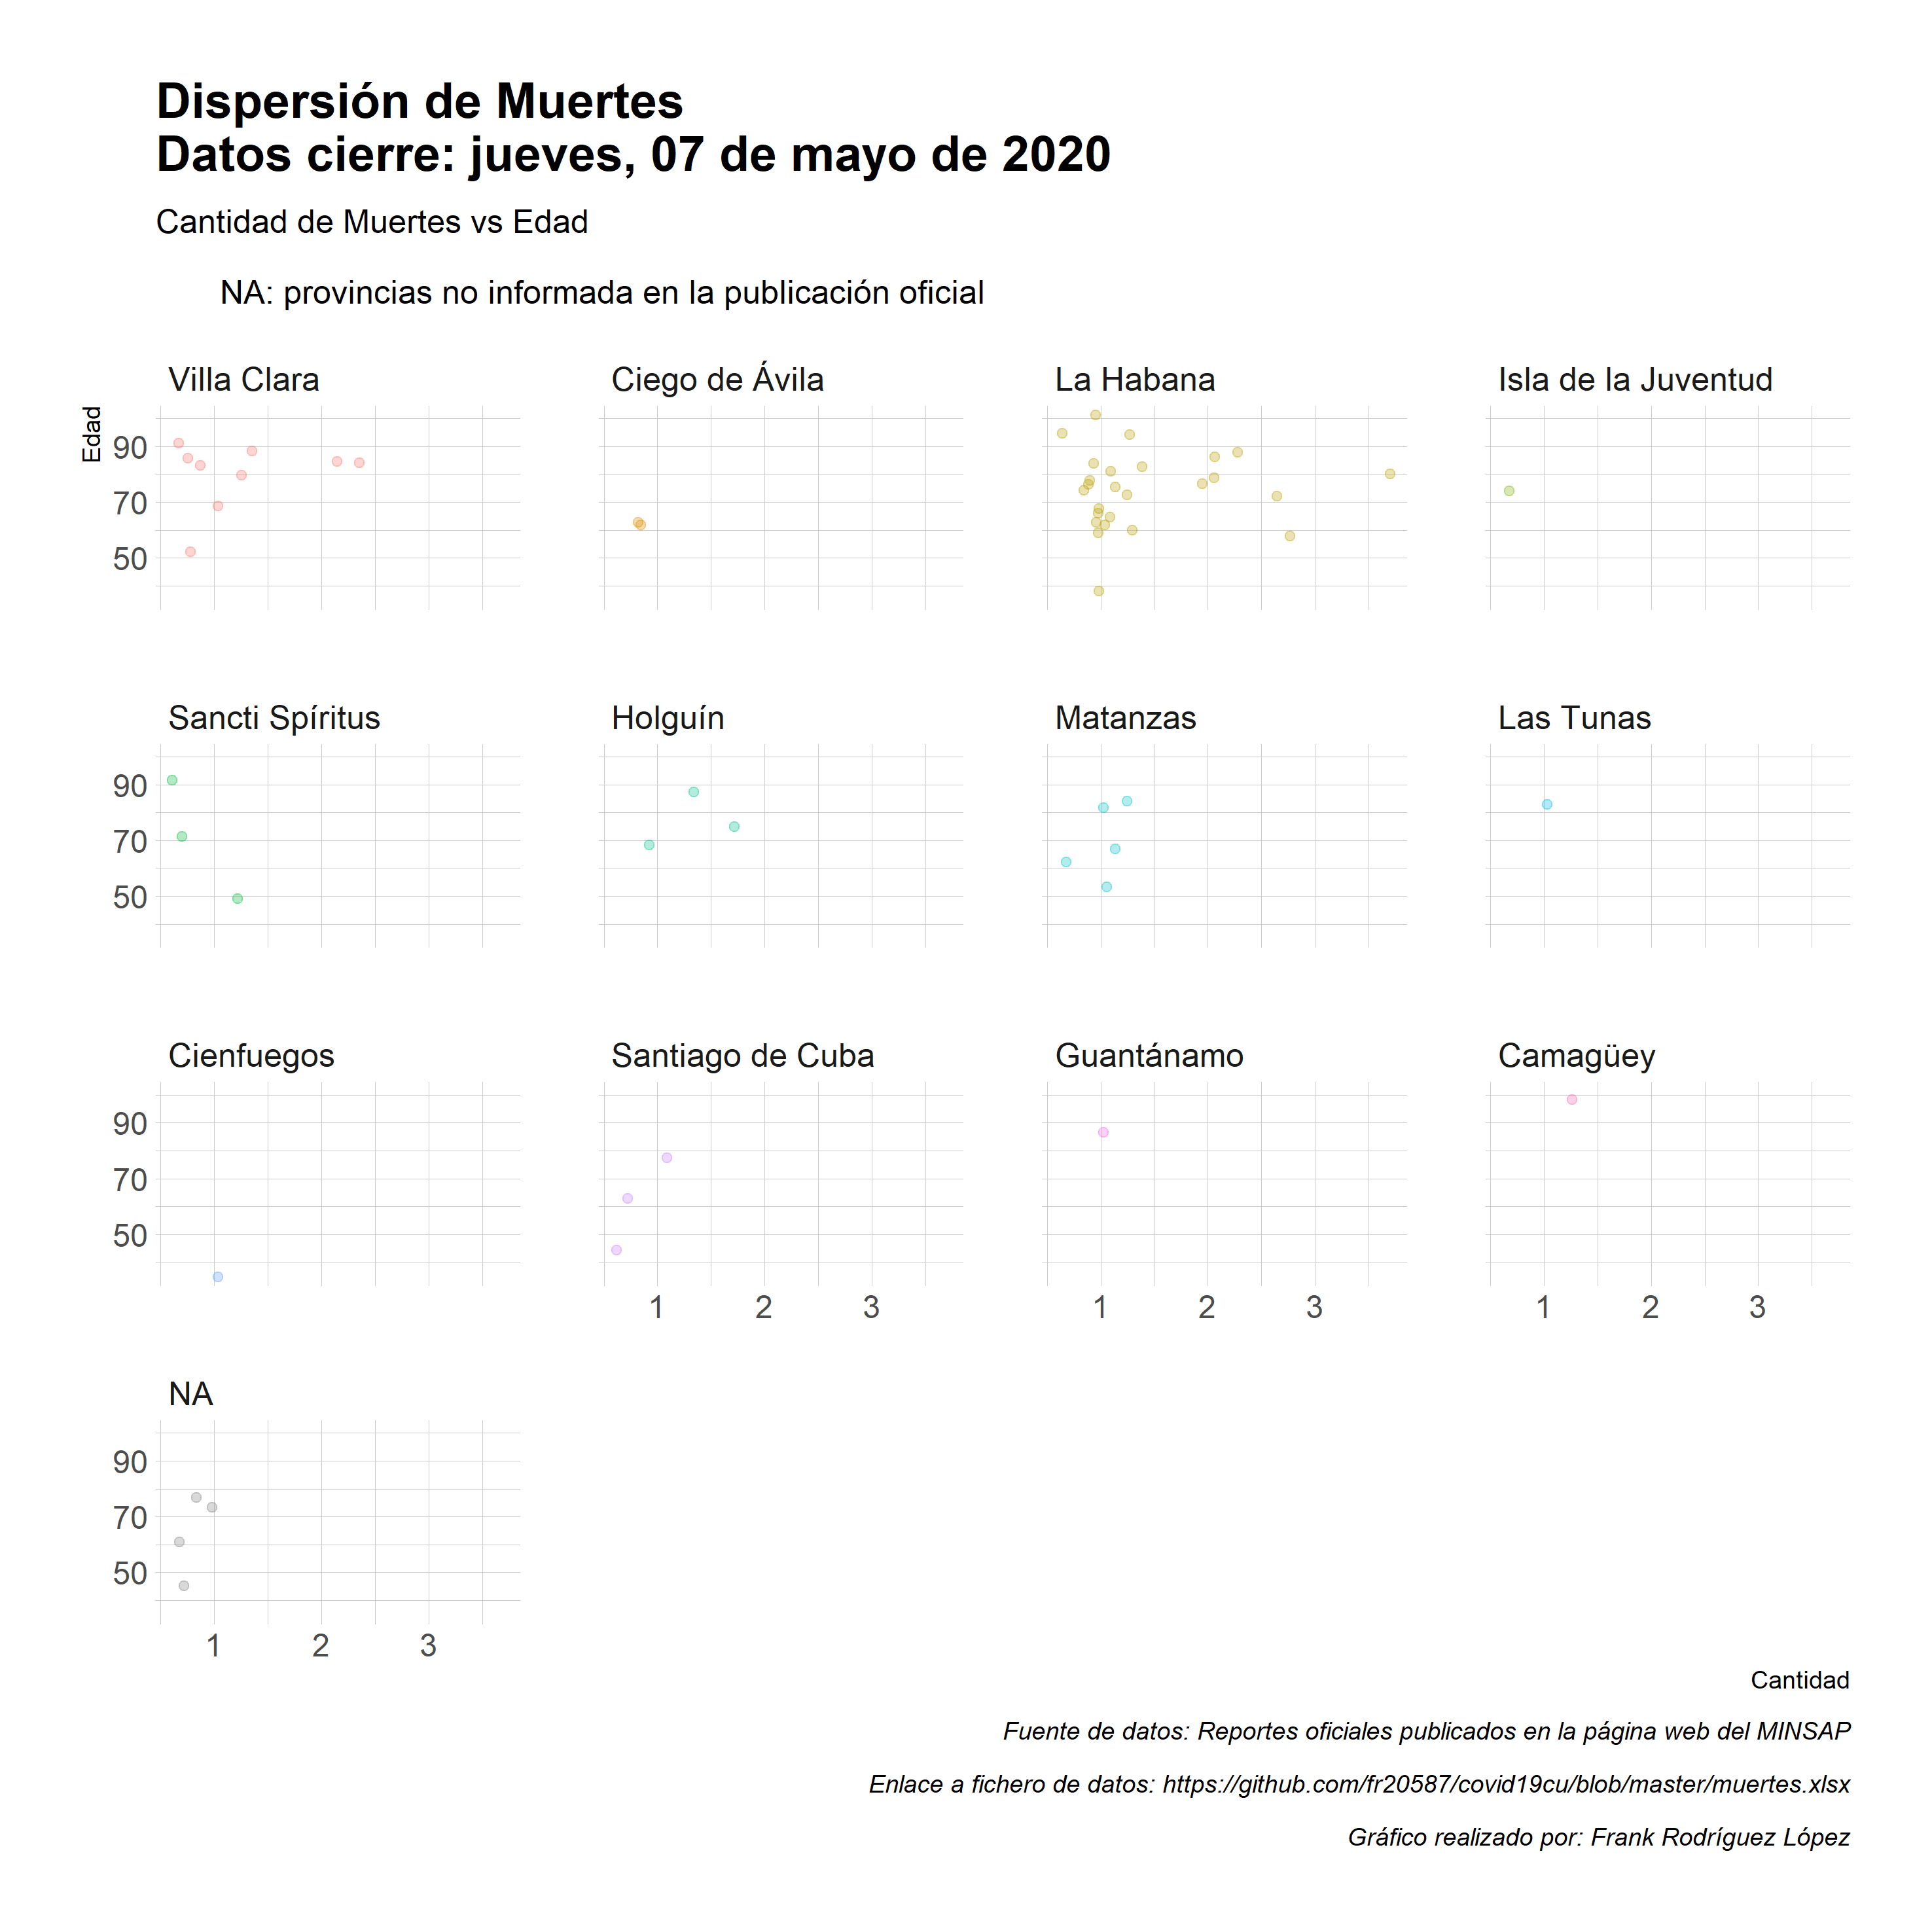 Dispersión de Muertes
Datos cierre: jueves, 07 de mayo de 2020
Cantidad de Muertes vs Edad
NA: provincias no informada en la publicación oficial
Villa Clara
Ciego de Ávila
La Habana
Isla de la Juventud
Edad
90
70
50
Sancti Spíritus
Holguín
Matanzas
Las Tunas
90
70
50
Cienfuegos
Santiago de Cuba
Guantánamo
Camagüey
90
70
50
1 2 3
1 2 3
1 2 3
NA
90
70
50
1 2 3
Cantidad
Fuente de datos: Reportes oficiales publicados en la página web del MINSAP
Enlace a fichero de datos: https://github.com/fr20587/covid19cu/blob/master/muertes.xlsx
Gráfico realizado por: Frank Rodríguez López